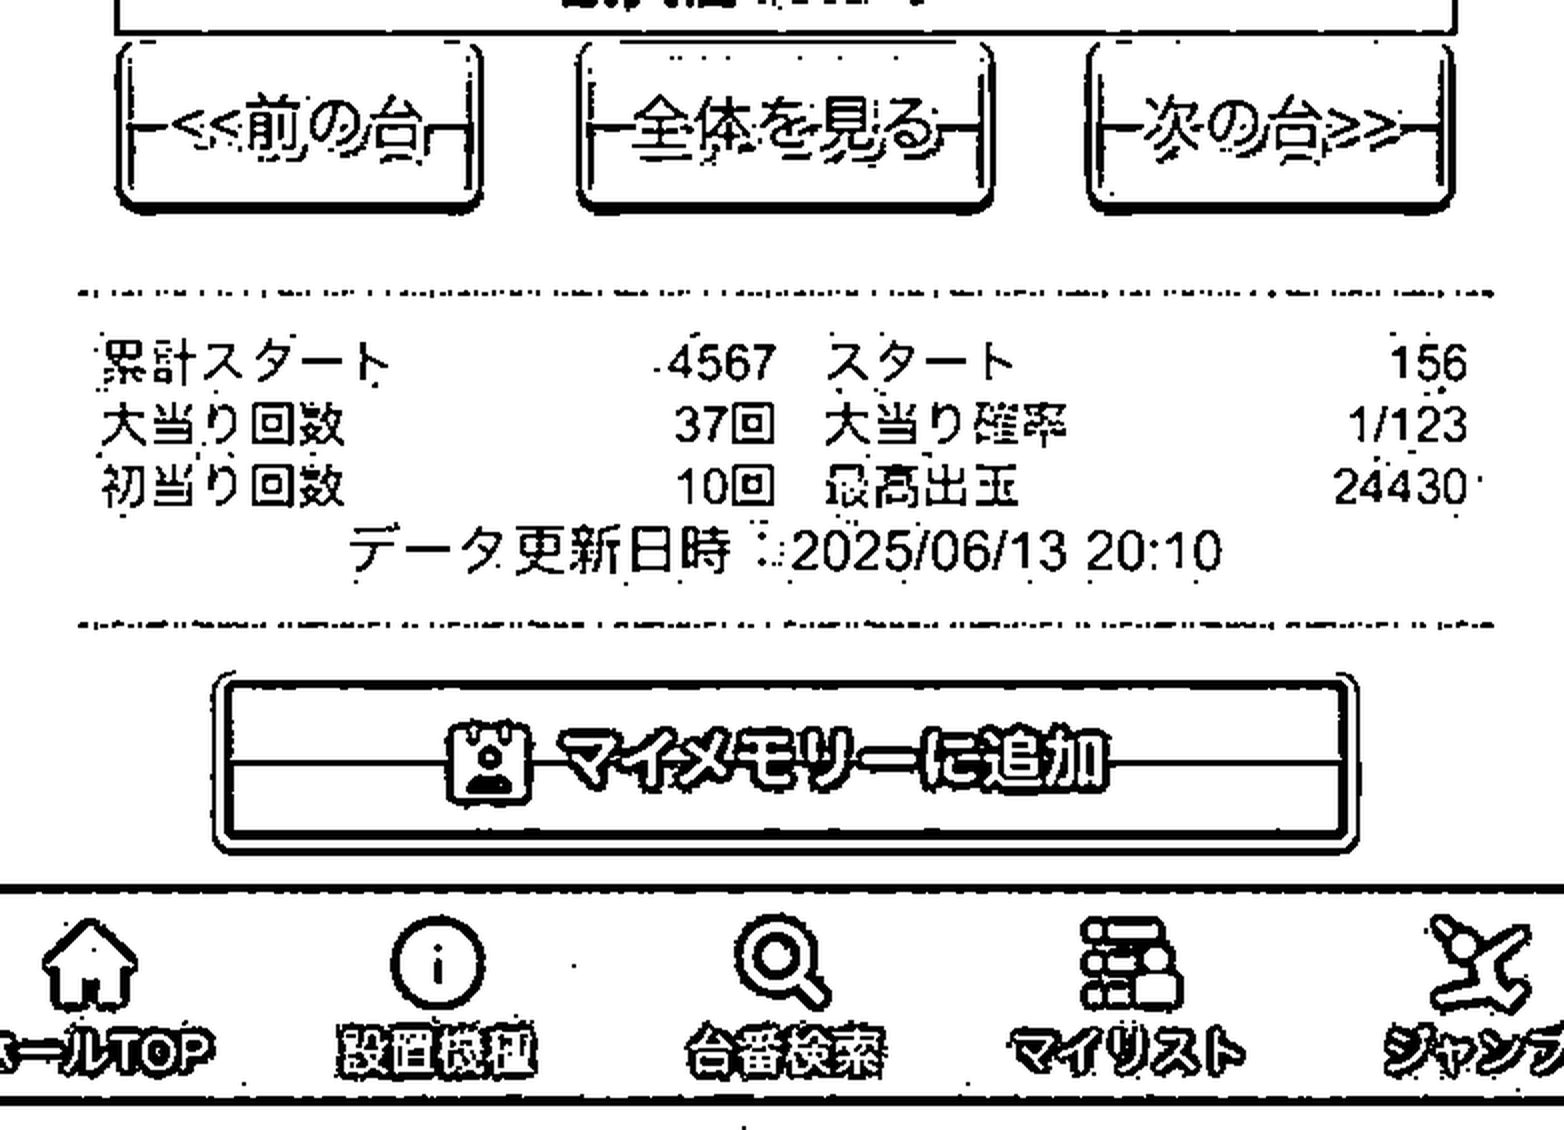 <<前の台 全体を見る 次の台>>
累計スタート 4567 スタート 156
大当り回数 37回 大当り確率 1/123
初当り回数 10回 最高出玉 24430
データ更新日時：2025/06/13 20:10
マイメモリーに追加
ホールTOP 設置機種 台番検索 マイリスト ジャンプ